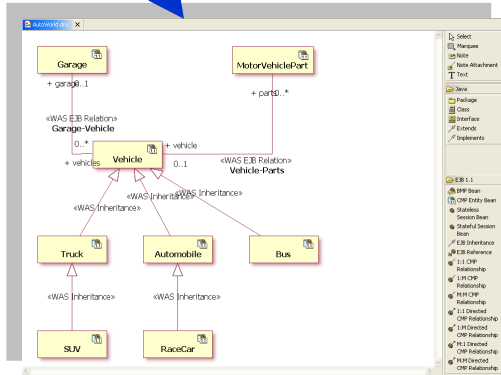 AutoWorld.dnx
Garage
MotorVehiclePart
+ garage
0..1
+ parts
0..*
«WAS EJB Relation»
Garage-Vehicle
0..*
+ vehicles
Vehicle
+ vehicle
0..1
«WAS EJB Relation»
Vehicle-Parts
«WAS Inheritance»
«WAS Inheritance»
«WAS Inheritance»
Truck
Automobile
Bus
«WAS Inheritance»
«WAS Inheritance»
SUV
RaceCar
Select
Marquee
Note
Note Attachment
Text
Java
Package
Class
Interface
Extends
Implements
EJB 1.1
BMP Bean
CMP Entity Bean
Stateless
Session Bean
Stateful Session
Bean
EJB Inheritance
EJB Reference
1:1 CMP
Relationship
1:M CMP
Relationship
M:M CMP
Relationship
1:1 Directed
CMP Relationship
1:M Directed
CMP Relationship
M:1 Directed
CMP Relationship
M:M Directed
CMP Relationship